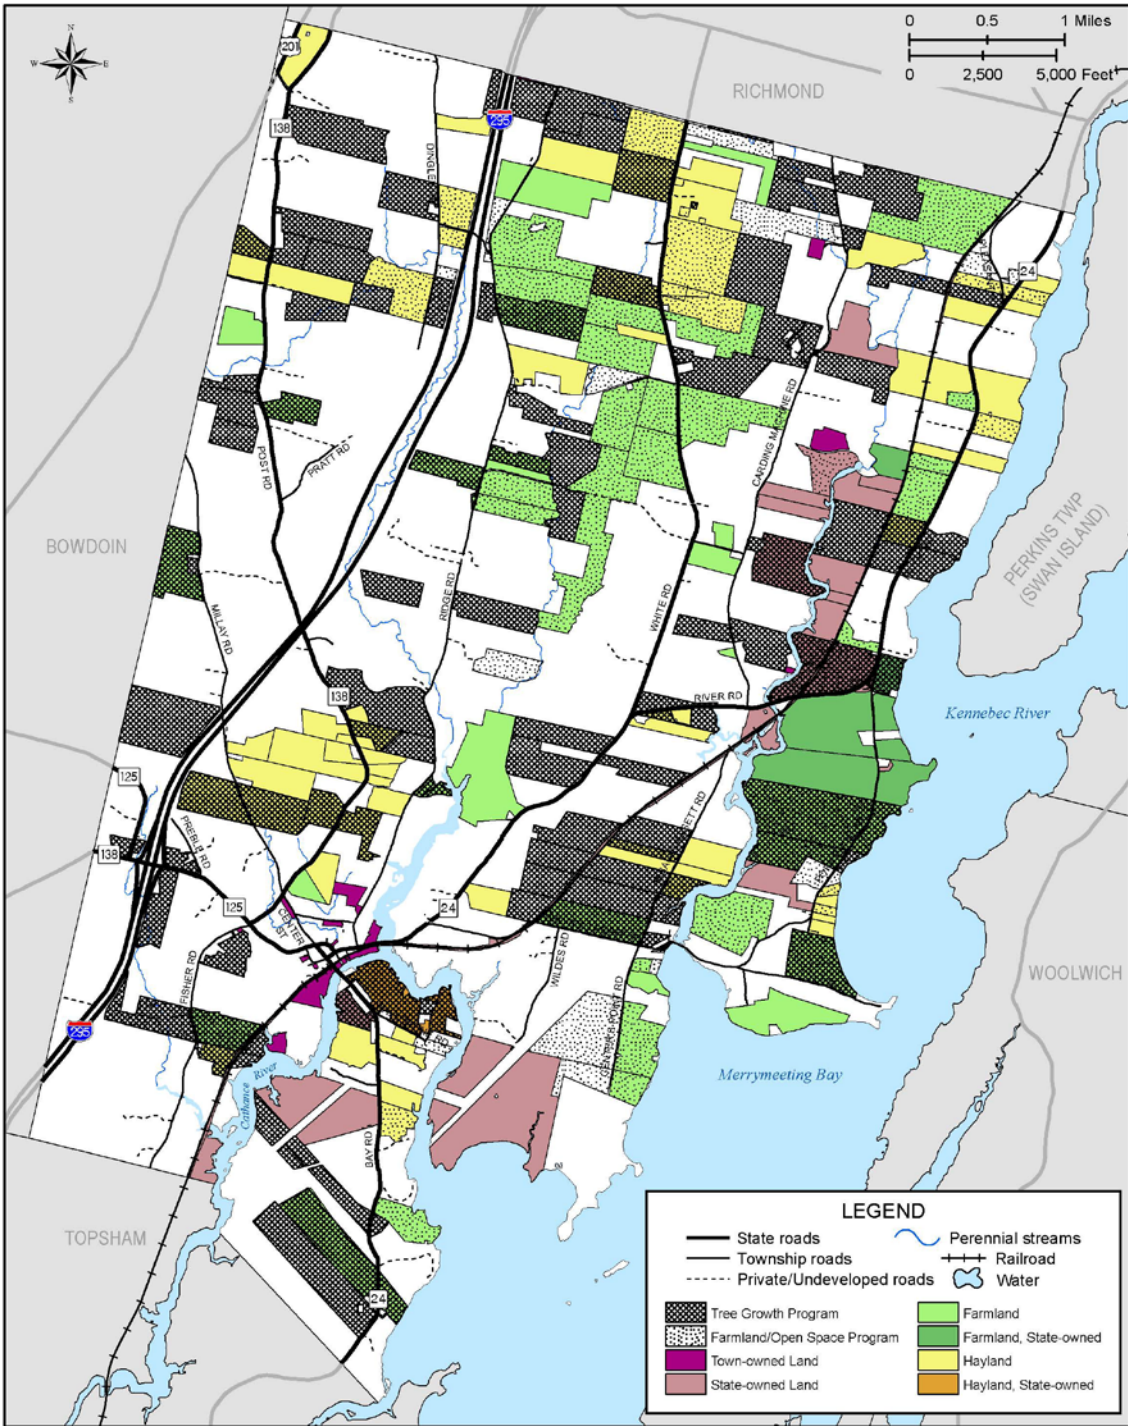 N
W E
S
0 0.5 1 Miles
0 2,500 5,000 Feet
RICHMOND
201
138
295
DINGLE
24
CARDING MACHINE RD
POST RD
PRATT RD
BOWDOIN
PERKINS TWP
(SWAN ISLAND)
MILLAY RD
RIDGE RD
WHITE RD
138
RIVER RD
Kennebec River
125
PREBLE RD
138
125
24
CENTER
ST
WOOLWICH
FISHER RD
WILDES RD
295
RD
Merrymeeting Bay
Cathance River
BAY RD
TOPSHAM
24
LEGEND
State roads
Perennial streams
Township roads
Railroad
Private/Undeveloped roads
Water
Tree Growth Program
Farmland
Farmland/Open Space Program
Farmland, State-owned
Town-owned Land
Hayland
State-owned Land
Hayland, State-owned